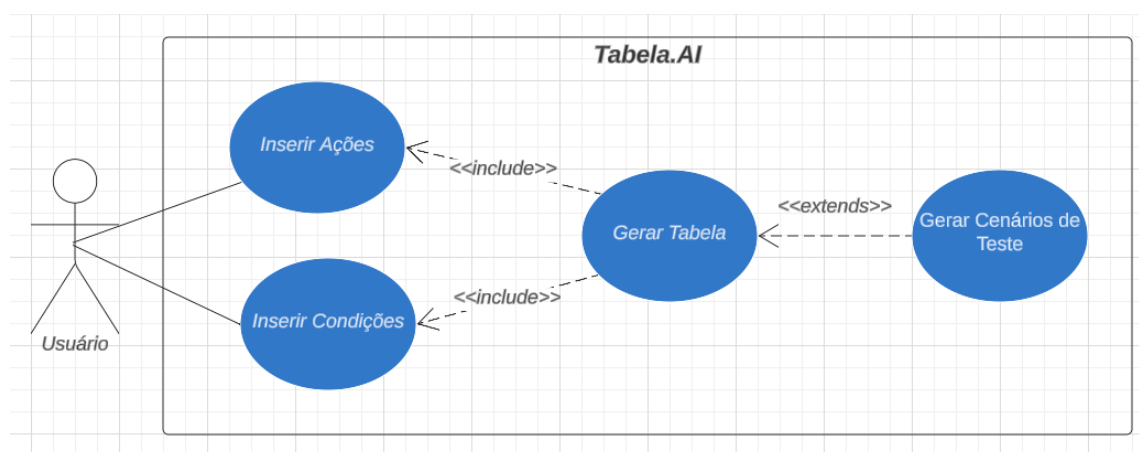 Tabela.AI
Inserir Ações
<<include>>
<<extends>>
Gerar Cenários de
Teste
Gerar Tabela
<<include>>
Inserir Condições
Usuário